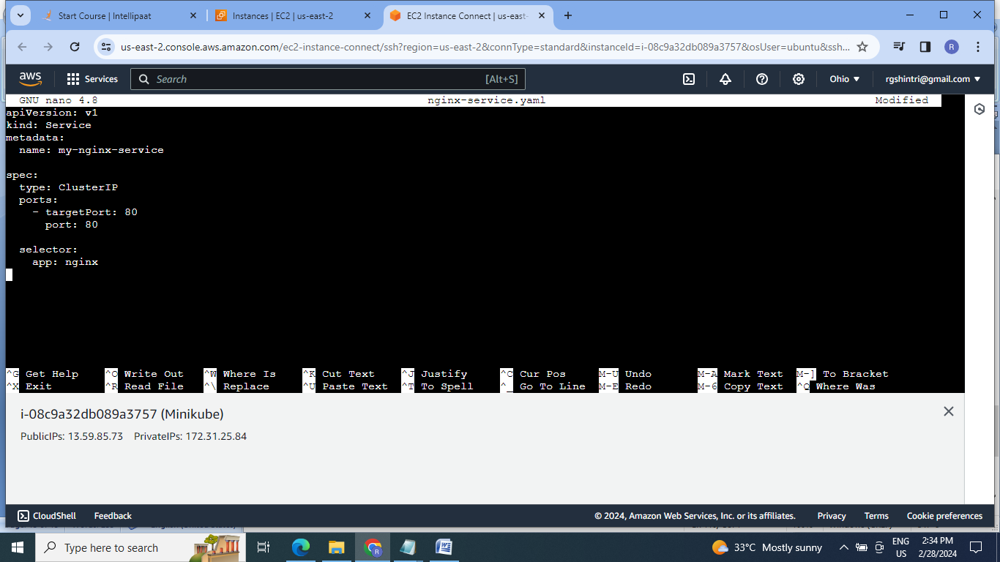 Start Course | Intellipaat
Instances | EC2 | us-east-2
EC2 Instance Connect | us-east-
us-east-2.console.aws.amazon.com/ec2-instance-connect/ssh?region=us-east-2&connType=standard&instanceId=i-08c9a32db089a3757&osUser=ubuntu&ssh...
R
aws
Services
Search
[Alt+S]
Ohio
rgshintri@gmail.com
GNU nano 4.8 nginx-service.yaml Modified
apiVersion: v1
kind: Service
metadata:
  name: my-nginx-service
spec:
  type: ClusterIP
  ports:
    - targetPort: 80
      port: 80
  selector:
    app: nginx
^G Get Help ^O Write Out ^W Where Is ^K Cut Text ^J Justify ^C Cur Pos M-U Undo M-A Mark Text M-] To Bracket
^X Exit ^R Read File ^\ Replace ^U Paste Text ^T To Spell ^_ Go To Line M-E Redo M-6 Copy Text ^Q Where Was
i-08c9a32db089a3757 (Minikube)
PublicIPs: 13.59.85.73 PrivateIPs: 172.31.25.84
CloudShell Feedback © 2024, Amazon Web Services, Inc. or its affiliates. Privacy Terms Cookie preferences
Type here to search
R
33°C Mostly sunny
ENG
US
2:34 PM
2/28/2024